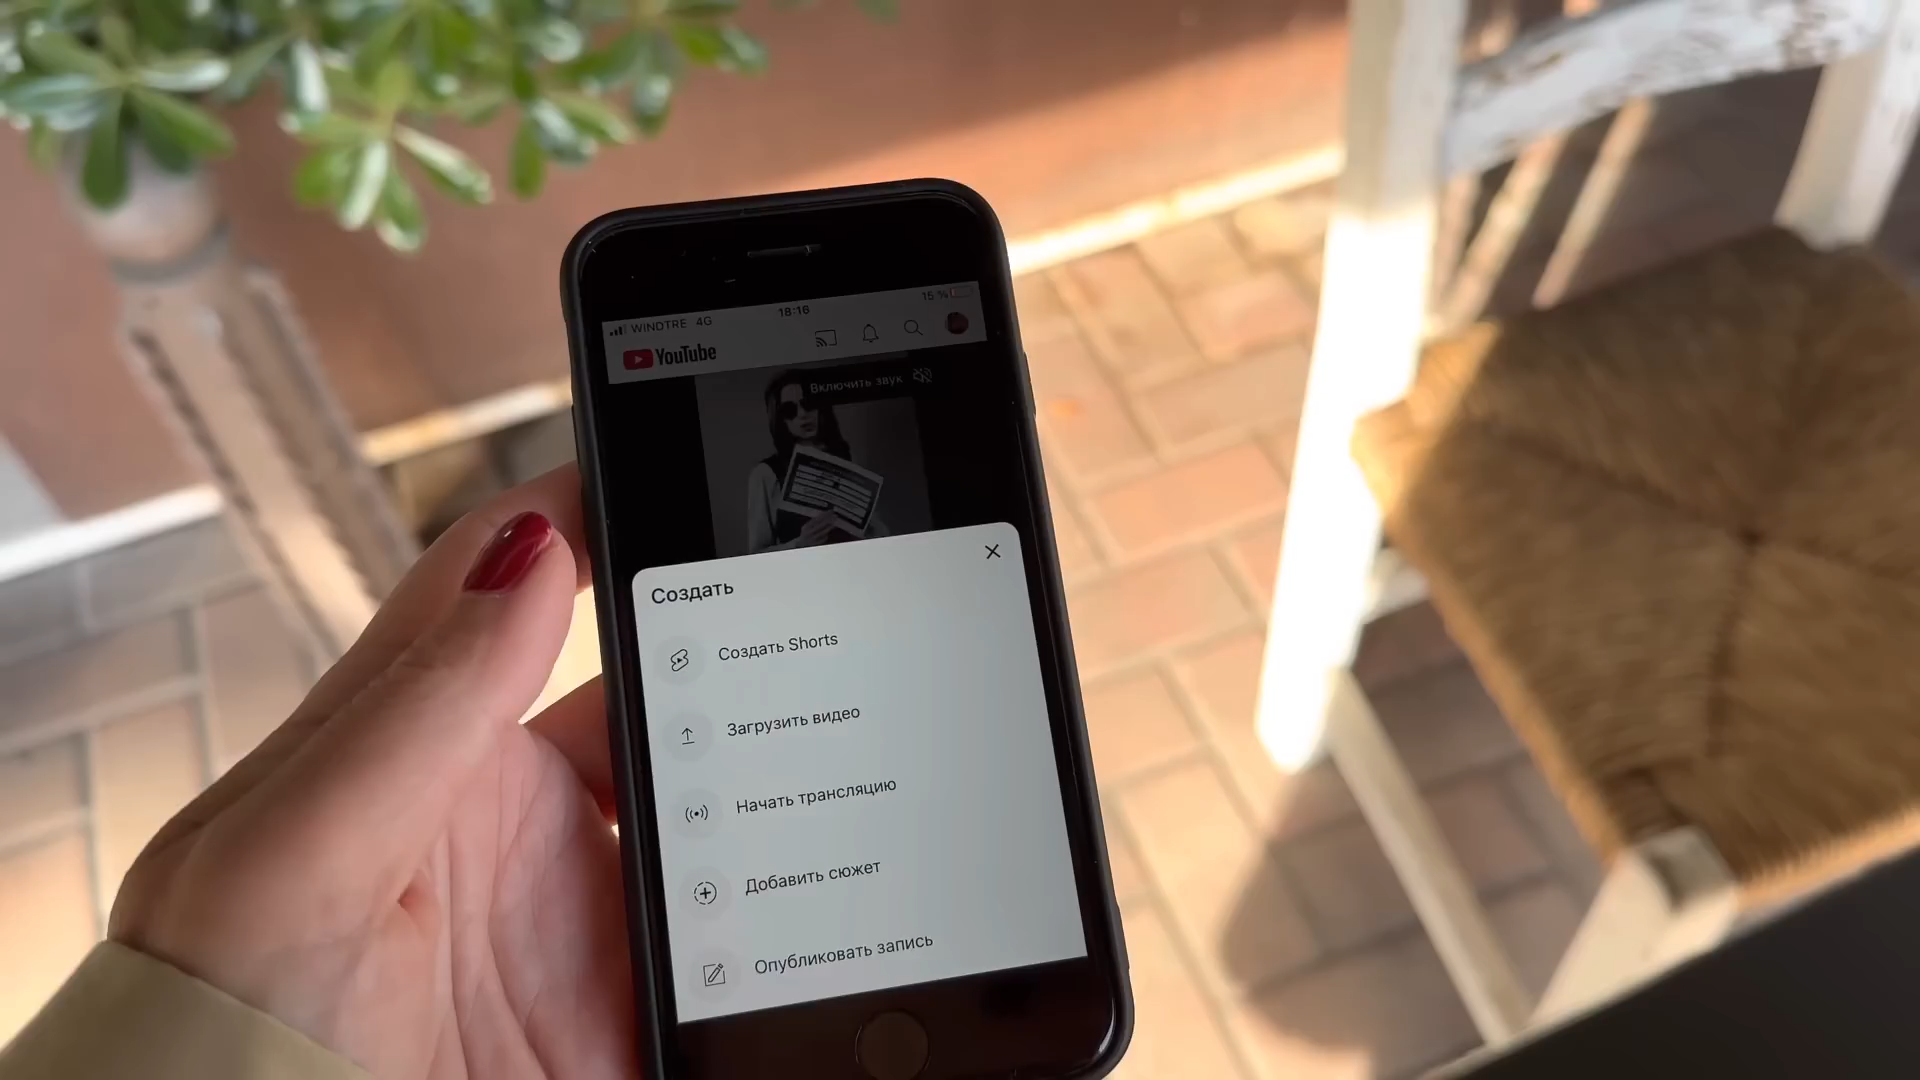 WINDTRE 4G 18:16 15 %
YouTube
Включить звук
Создать
Создать Shorts
Загрузить видео
Начать трансляцию
Добавить сюжет
Опубликовать запись